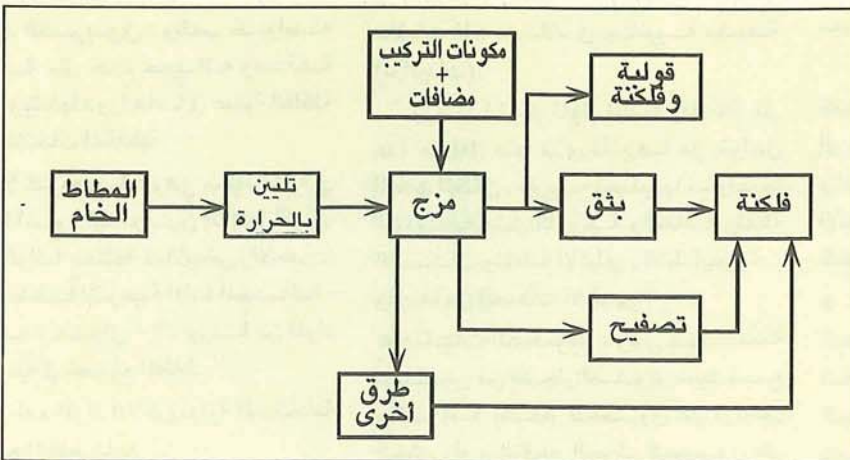 مكونات التركيب
+
مضافات
قولبة
وفلكنة
المطاط
الخام
تليين
بالحرارة
مزج
بثق
فلكنة
تصفيح
طرق
أخرى